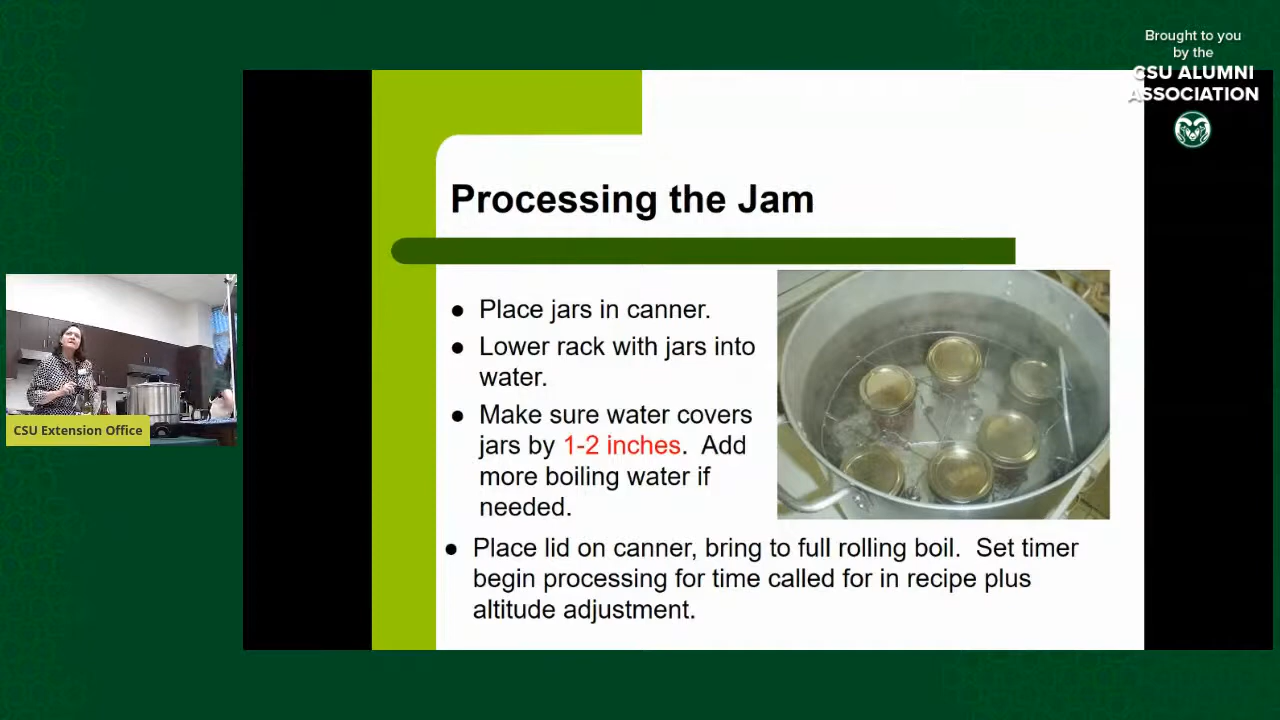 Brought to you
by the
CSU ALUMNI
ASSOCIATION
Processing the Jam
● Place jars in canner.
● Lower rack with jars into
water.
● Make sure water covers
jars by 1-2 inches.  Add
more boiling water if
needed.
● Place lid on canner, bring to full rolling boil.  Set timer
begin processing for time called for in recipe plus
altitude adjustment.
CSU Extension Office